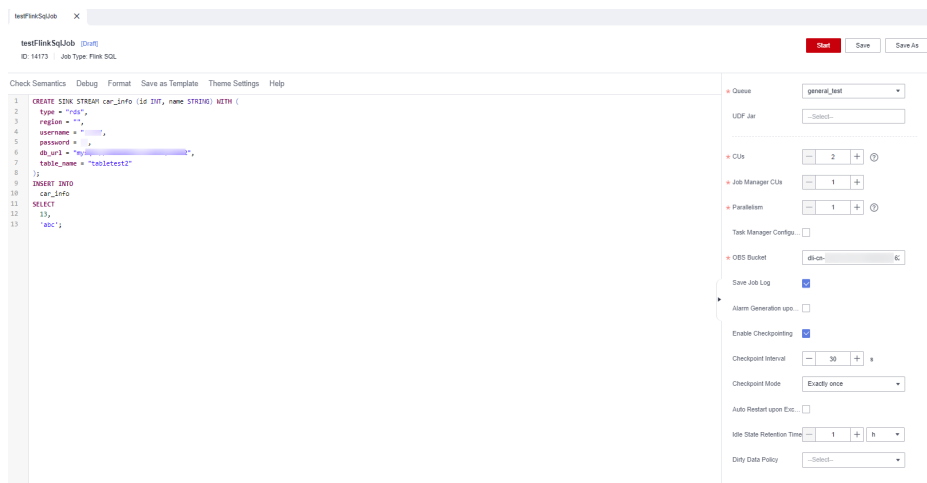 testFlinkSqlJob X
testFlinkSqlJob [Draft]
ID: 14173 | Job Type: Flink SQL
Start Save Save As
Check Semantics Debug Format Save as Template Theme Settings Help
1 CREATE SINK STREAM car_info (id INT, name STRING) WITH (
2 type = "rds",
3 region = "",
4 username = " ",
5 password = ,
6 db_url = "my ",
7 table_name = "tabletest2"
8 );
9 INSERT INTO
10 car_info
11 SELECT
12 13,
13 'abc';
* Queue general_test
UDF Jar --Select--
* CUs — 2 + ?
* Job Manager CUs — 1 +
* Parallelism — 1 + ?
Task Manager Configu...
* OBS Bucket dli-cn-
Save Job Log
Alarm Generation upo...
Enable Checkpointing
Checkpoint Interval — 30 + s
Checkpoint Mode Exactly once
Auto Restart upon Exc...
Idle State Retention Time — 1 + h
Dirty Data Policy --Select--